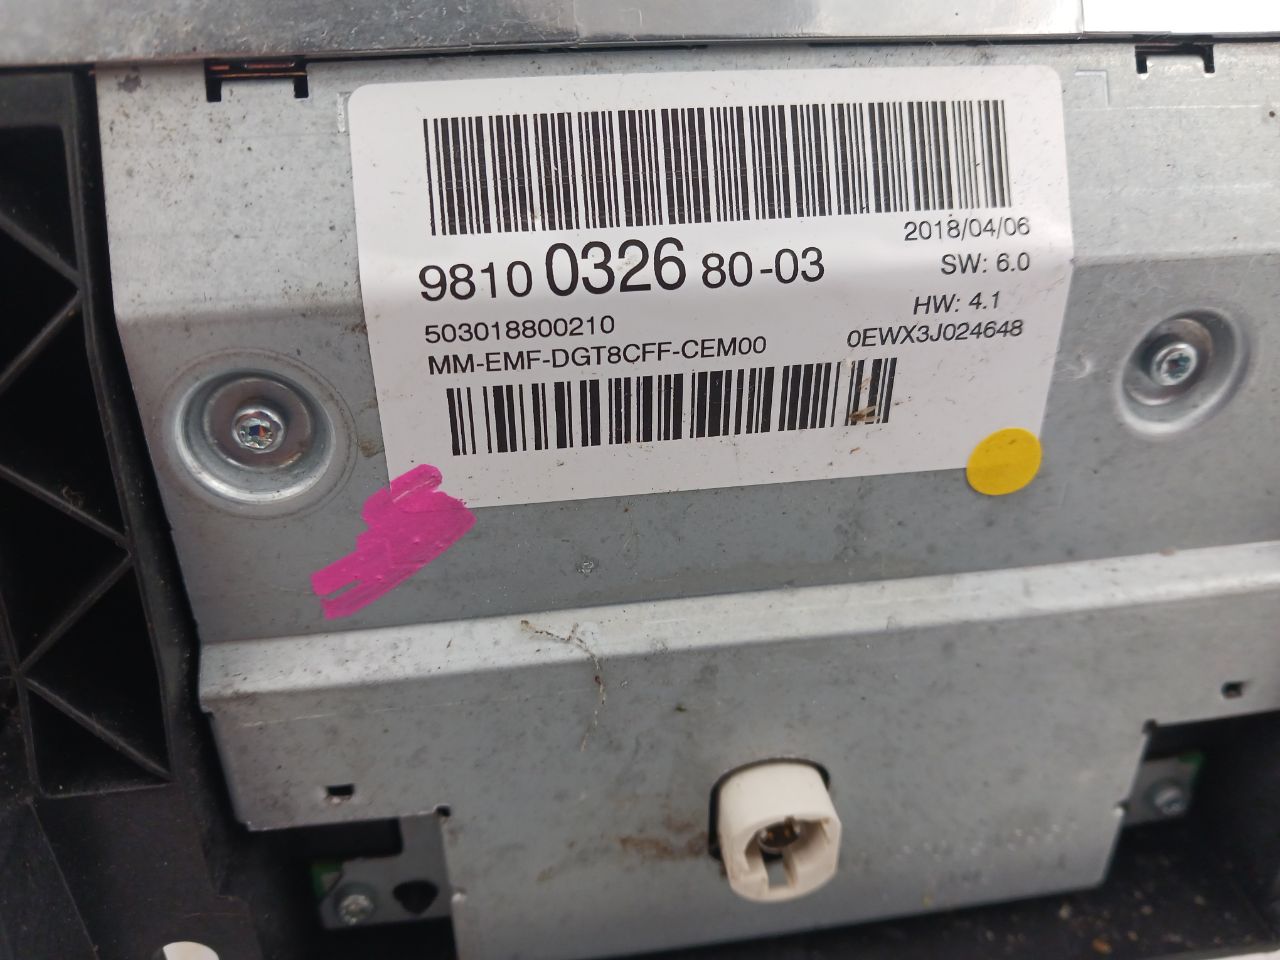 2018/04/06
9810 0326 80-03
SW: 6.0
HW: 4.1
503018800210
0EWX3J024648
MM-EMF-DGT8CFF-CEM00